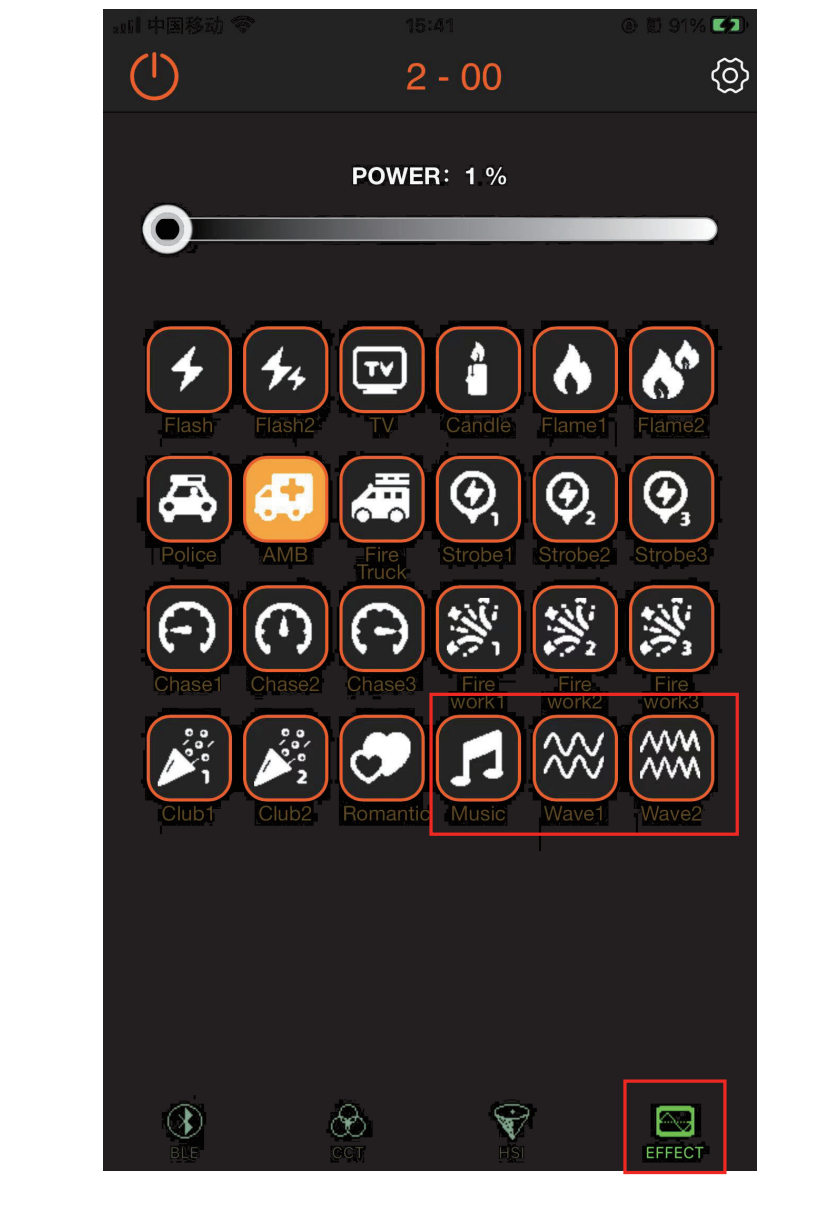 中国移动 15:41 91%
2 - 00
POWER: 1 %
TV
Flash Flash2 TV Candle Flame1 Flame2
1 2 3
Police AMB Fire Truck Strobe1 Strobe2 Strobe3
1 2 3
Chase1 Chase2 Chase3 Fire work1 Fire work2 Fire work3
1 2
Club1 Club2 Romantic Music Wave1 Wave2
BLE CCT HSI EFFECT